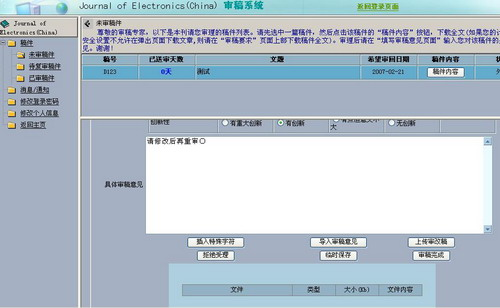 Journal of Electronics(China) 审稿系统
返回登录页面
Journal of
Electronics(China)
稿件
未审稿件
待复审稿件
已审稿件
消息/通知
修改登录密码
修改个人信息
返回主页
未审稿件
尊敬的审稿专家，以下是本刊请您审理的稿件列表。请先选中一篇稿件，然后点击该稿件的“稿件内容”按钮，下载全文(如果您的计
安全设置不允许在弹出页面下载文章,则请在“审稿要求”页面上部下载稿件全文)。审理后请在“填写审稿意见页面”输入您对该稿件的
见。谢谢!
稿号 已送审天数 文题 希望审回日期 稿件内容
D123 0天 测试 2007-02-21 稿件内容
创新性 有重大创新 有创新 大 无创新
具体审稿意见
请修改后再重审〇
插入特殊字符 导入审稿意见 上传审改稿
拒绝受理 临时保存 审稿完成
文件 类型 大小(Kb) 文件内容